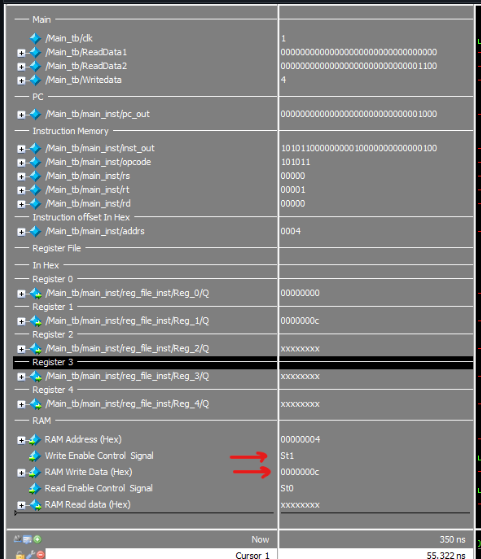 Main
/Main_tb/clk 1
/Main_tb/ReadData1 00000000000000000000000000000000
/Main_tb/ReadData2 00000000000000000000000000001100
/Main_tb/Writedata 4
PC
/Main_tb/main_inst/pc_out 00000000000000000000000000001000
Instruction Memory
/Main_tb/main_inst/inst_out 10101100000000010000000000000100
/Main_tb/main_inst/opcode 101011
/Main_tb/main_inst/rs 00000
/Main_tb/main_inst/rt 00001
/Main_tb/main_inst/rd 00000
Instruction offset In Hex
/Main_tb/main_inst/addrs 0004
Register File
In Hex
Register 0
/Main_tb/main_inst/reg_file_inst/Reg_0/Q 00000000
Register 1
/Main_tb/main_inst/reg_file_inst/Reg_1/Q 0000000c
Register 2
/Main_tb/main_inst/reg_file_inst/Reg_2/Q xxxxxxxx
Register 3
/Main_tb/main_inst/reg_file_inst/Reg_3/Q xxxxxxxx
Register 4
/Main_tb/main_inst/reg_file_inst/Reg_4/Q xxxxxxxx
RAM
RAM Address (Hex) 00000004
Write Enable Control Signal St1
RAM Write Data (Hex) 0000000c
Read Enable Control Signal St0
RAM Read data (Hex) xxxxxxxx
Now 350 ns
Cursor 1 55.322 ns